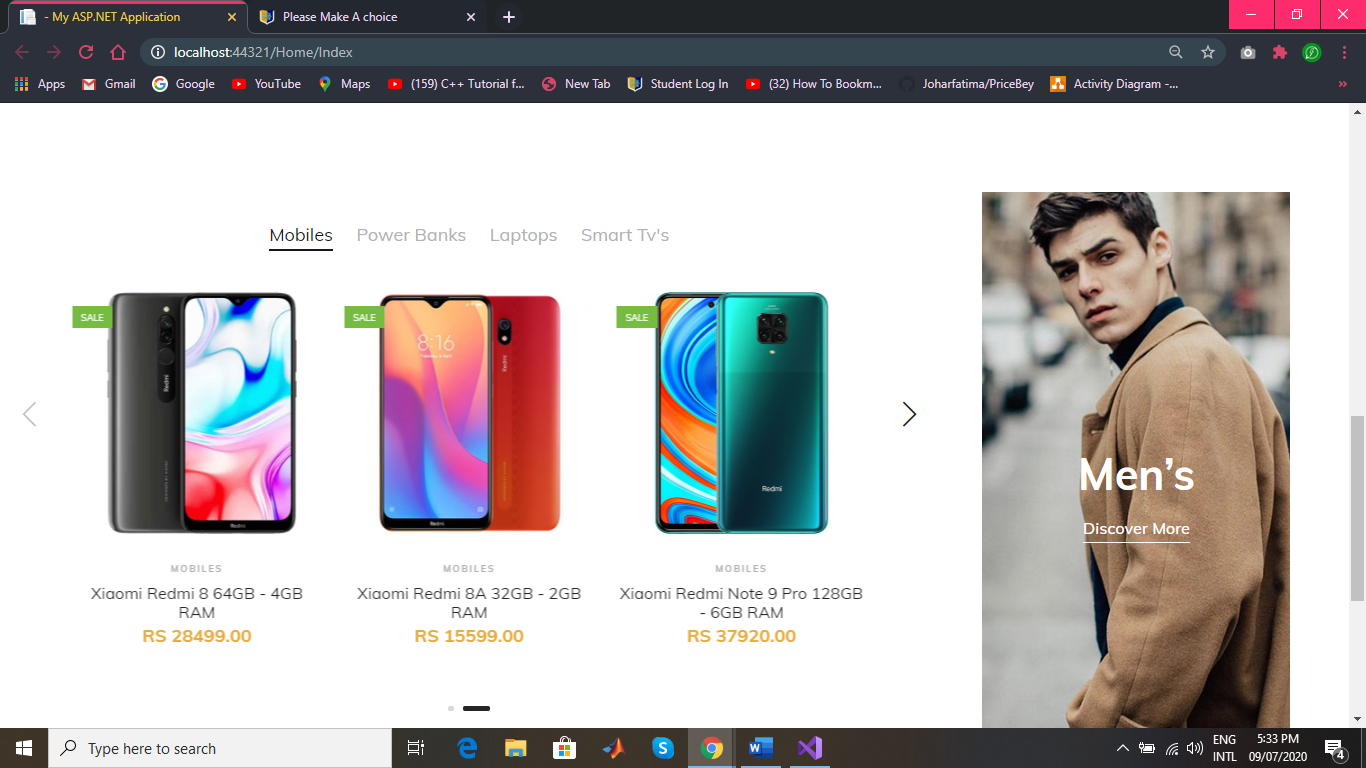 - My ASP.NET Application
Please Make A choice
localhost:44321/Home/Index
Apps
Gmail
Google
YouTube
Maps
(159) C++ Tutorial f...
New Tab
Student Log In
(32) How To Bookm...
Joharfatima/PriceBey
Activity Diagram -...
Mobiles Power Banks Laptops Smart Tv's
SALE
SALE
SALE
8:16
Redmi
Redmi
Redmi
Redmi
Redmi
MOBILES
Xiaomi Redmi 8 64GB - 4GB
RAM
RS 28499.00
MOBILES
Xiaomi Redmi 8A 32GB - 2GB
RAM
RS 15599.00
MOBILES
Xiaomi Redmi Note 9 Pro 128GB
- 6GB RAM
RS 37920.00
Men's
Discover More
Type here to search
ENG
INTL
5:33 PM
09/07/2020
4